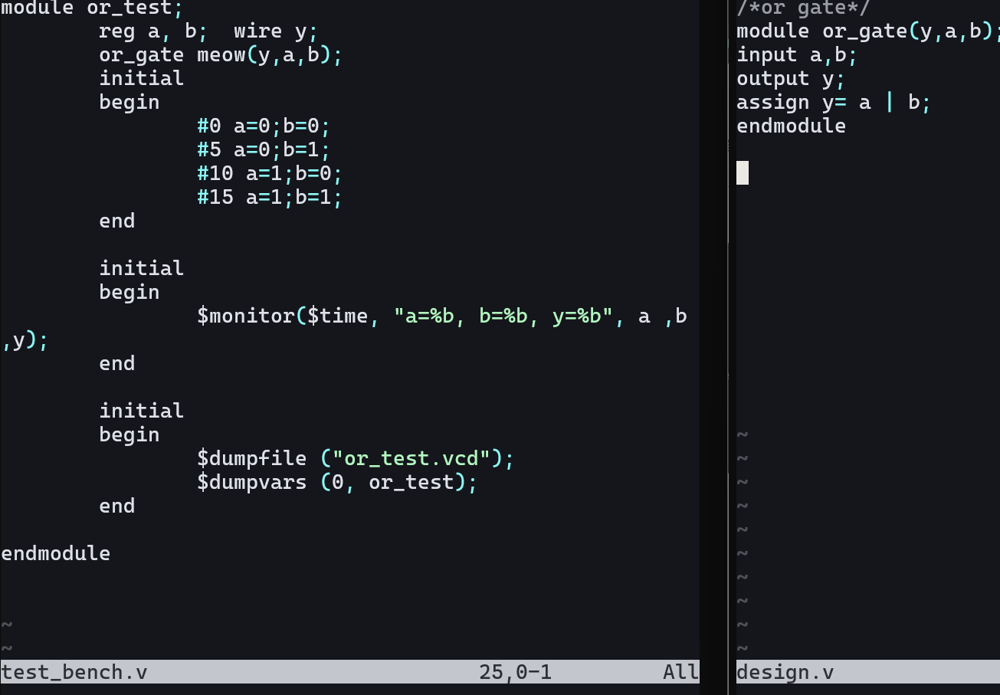 module or_test;
reg a, b;  wire y;
or_gate meow(y,a,b);
initial
begin
#0 a=0;b=0;
#5 a=0;b=1;
#10 a=1;b=0;
#15 a=1;b=1;
end
initial
begin
$monitor($time, "a=%b, b=%b, y=%b", a ,b
,y);
end
initial
begin
$dumpfile ("or_test.vcd");
$dumpvars (0, or_test);
end
endmodule
~
~
test_bench.v 25,0-1 All
/*or gate*/
module or_gate(y,a,b);
input a,b;
output y;
assign y= a | b;
endmodule
~
~
~
~
~
~
~
~
~
~
design.v